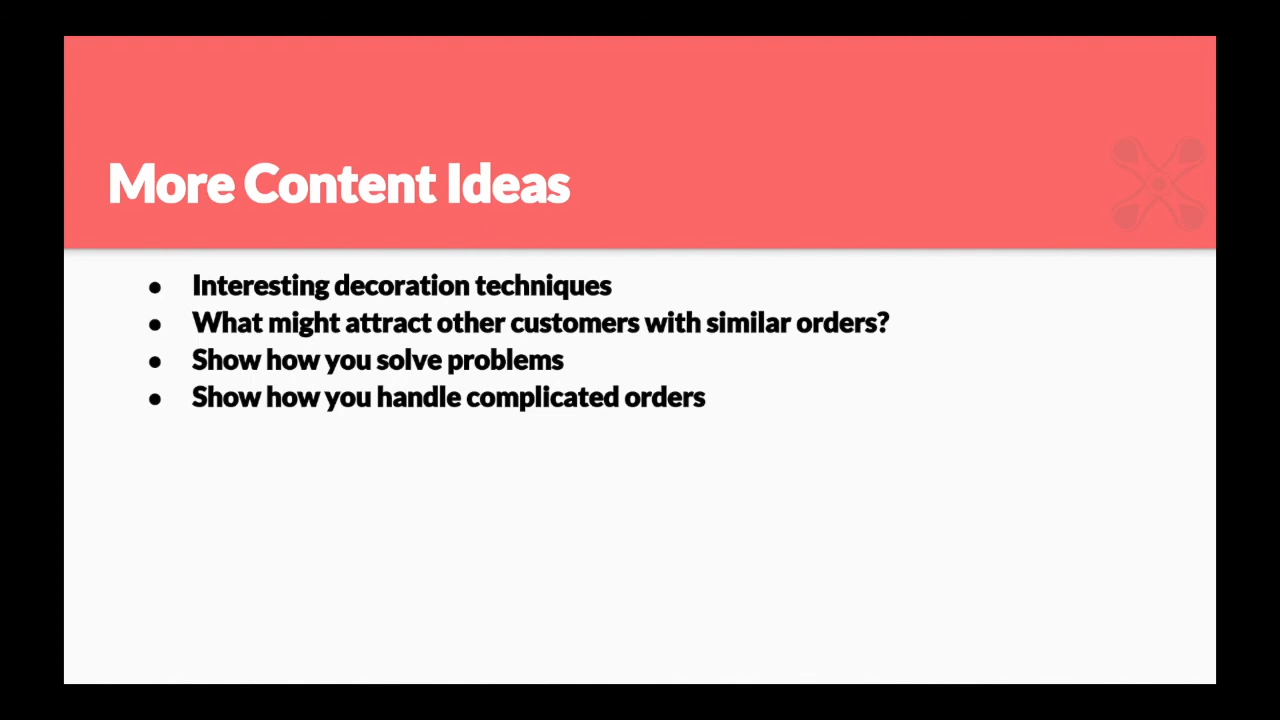 More Content Ideas
● Interesting decoration techniques
● What might attract other customers with similar orders?
● Show how you solve problems
● Show how you handle complicated orders